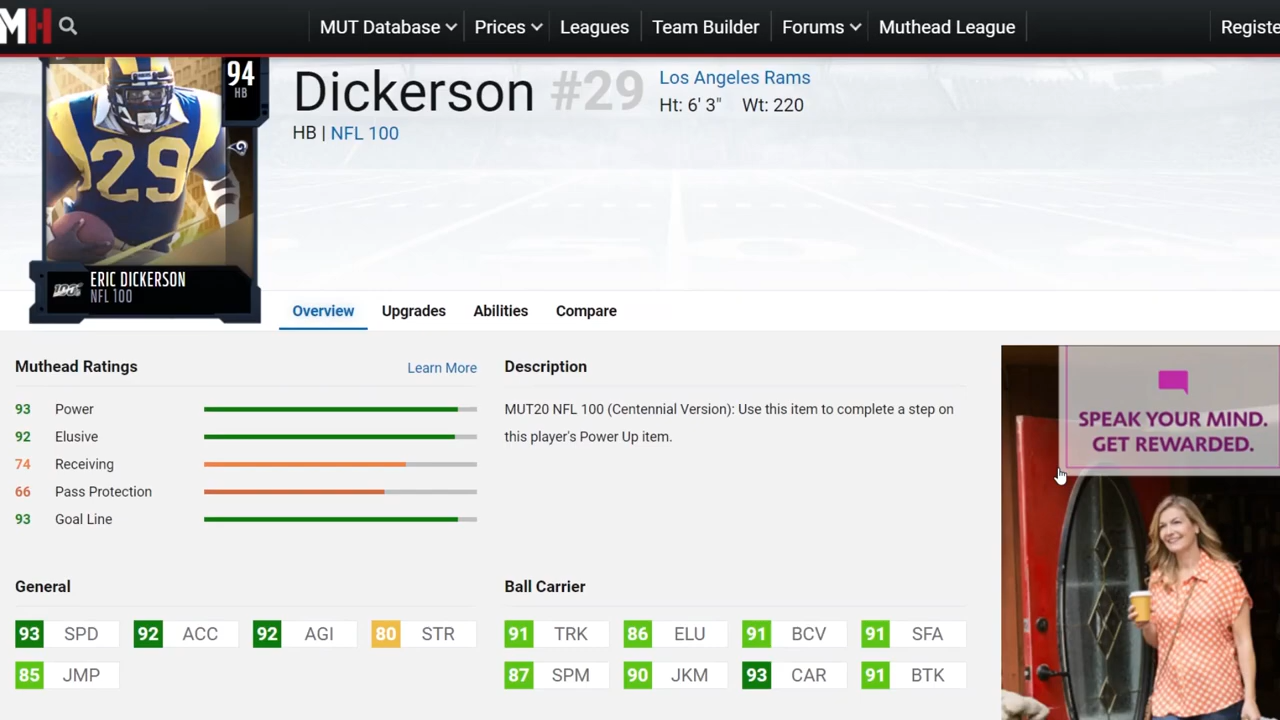 MH
MUT Database
Prices
Leagues
Team Builder
Forums
Muthead League
Registe
94
HB
29
ERIC DICKERSON
NFL 100
Dickerson #29
Los Angeles Rams
Ht: 6' 3" Wt: 220
HB | NFL 100
Overview
Upgrades
Abilities
Compare
Muthead Ratings
Learn More
93 Power
92 Elusive
74 Receiving
66 Pass Protection
93 Goal Line
Description
MUT20 NFL 100 (Centennial Version): Use this item to complete a step on
this player's Power Up item.
SPEAK YOUR MIND.
GET REWARDED.
General
93 SPD 92 ACC 92 AGI 80 STR
85 JMP
Ball Carrier
91 TRK 86 ELU 91 BCV 91 SFA
87 SPM 90 JKM 93 CAR 91 BTK